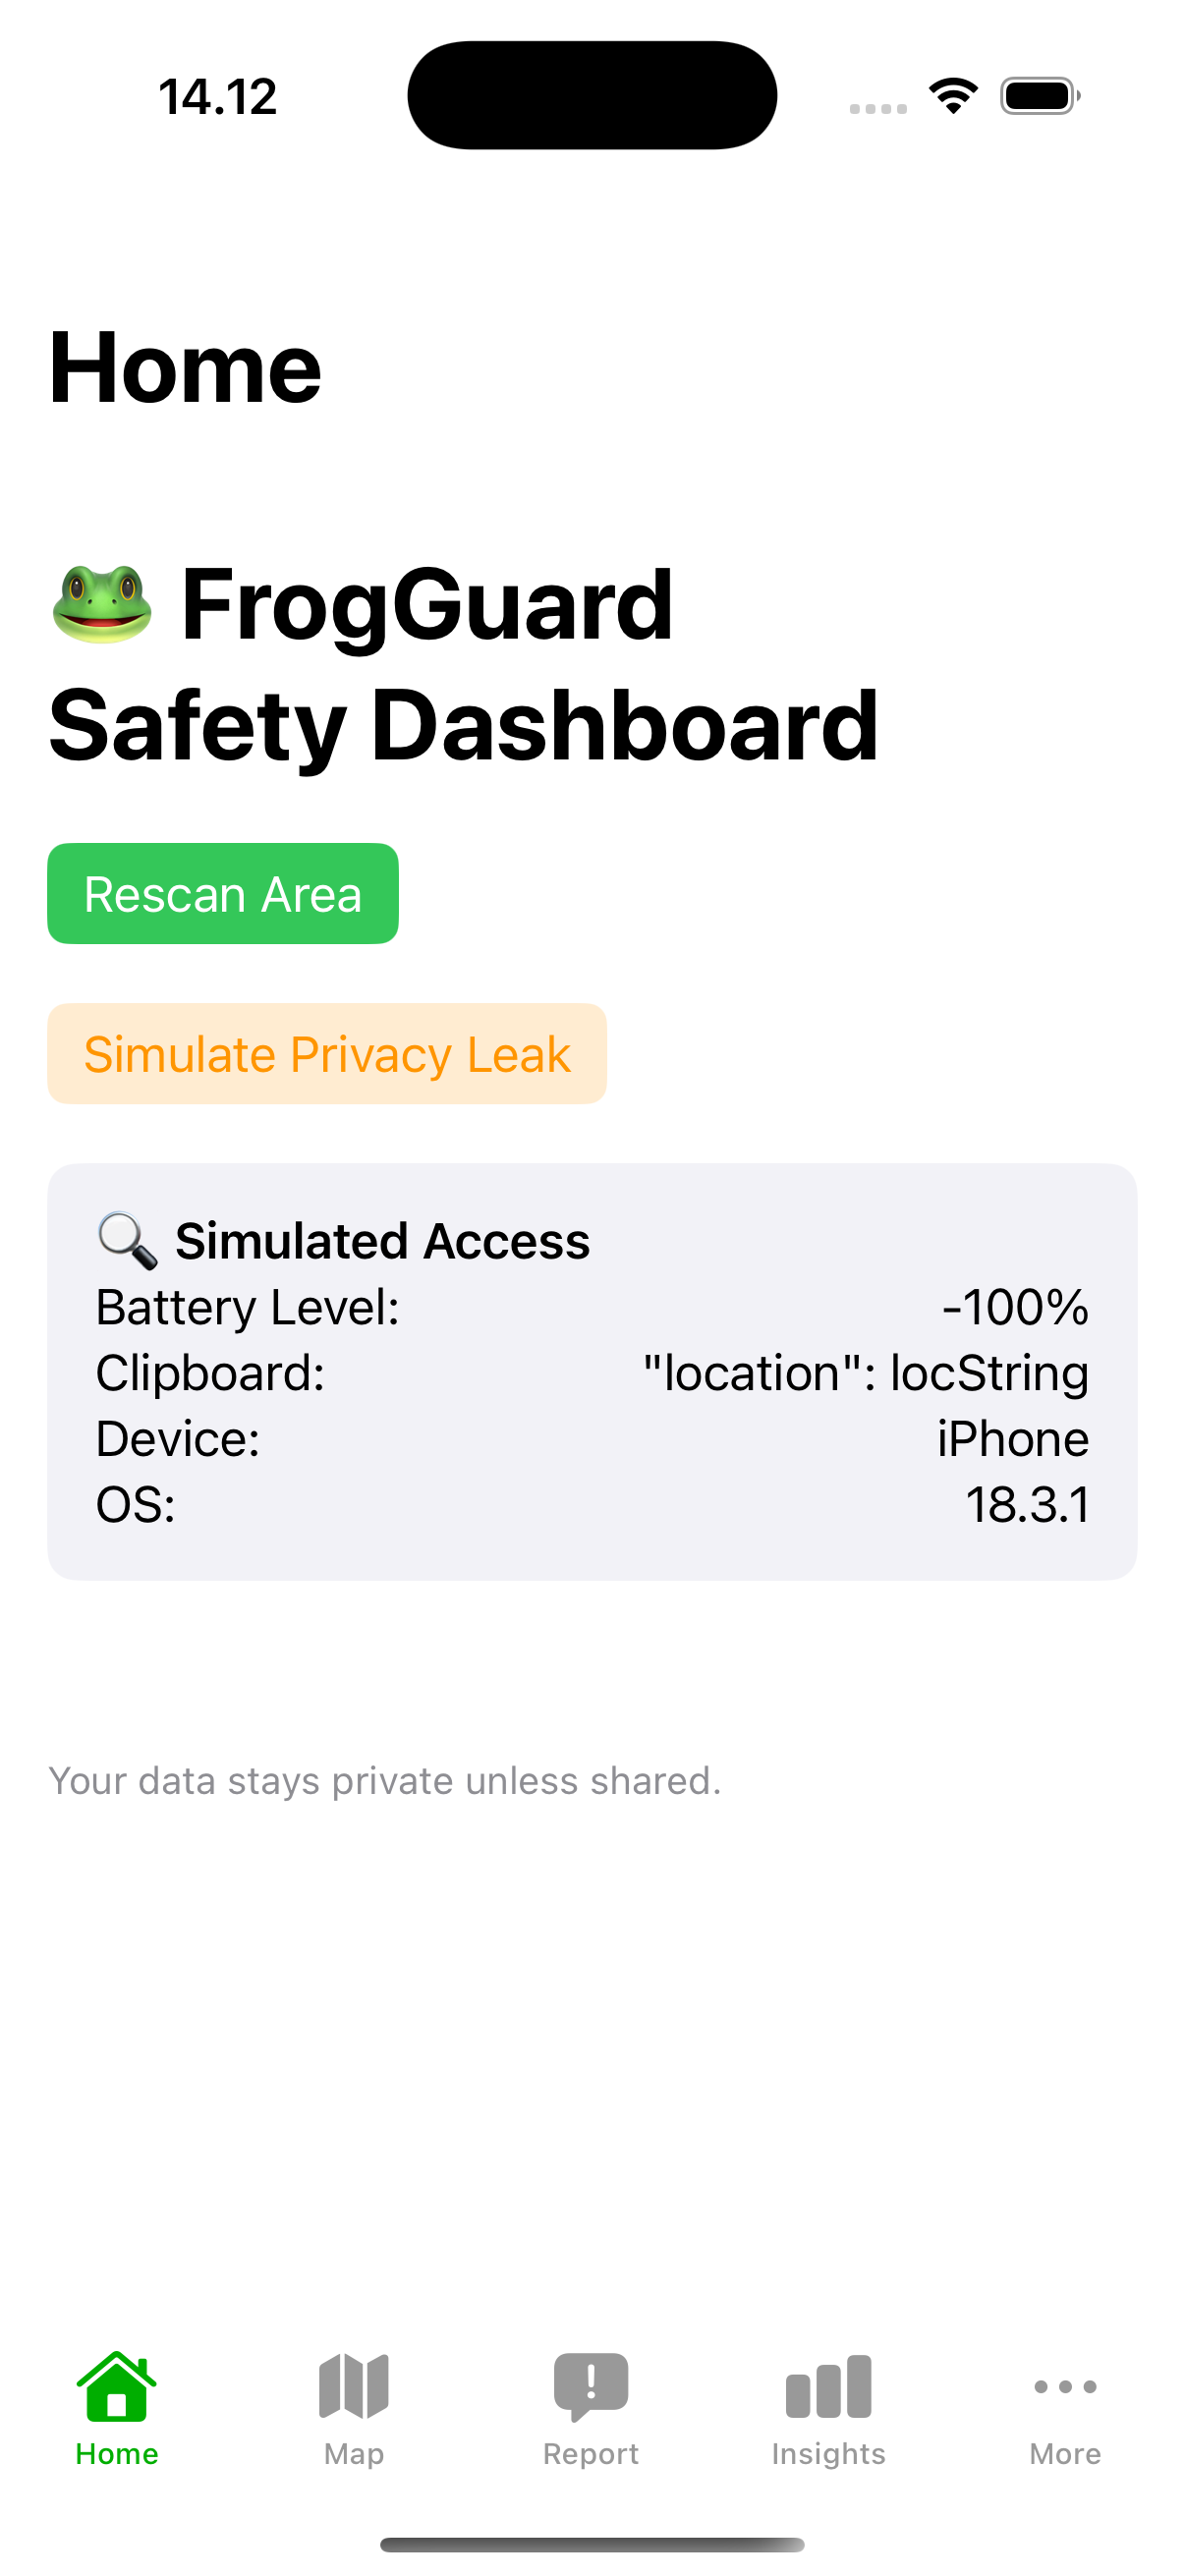 14.12
Home
🐸 FrogGuard
Safety Dashboard
Rescan Area
Simulate Privacy Leak
🔍 Simulated Access
Battery Level: -100%
Clipboard: "location": locString
Device: iPhone
OS: 18.3.1
Your data stays private unless shared.
Home Map Report Insights More